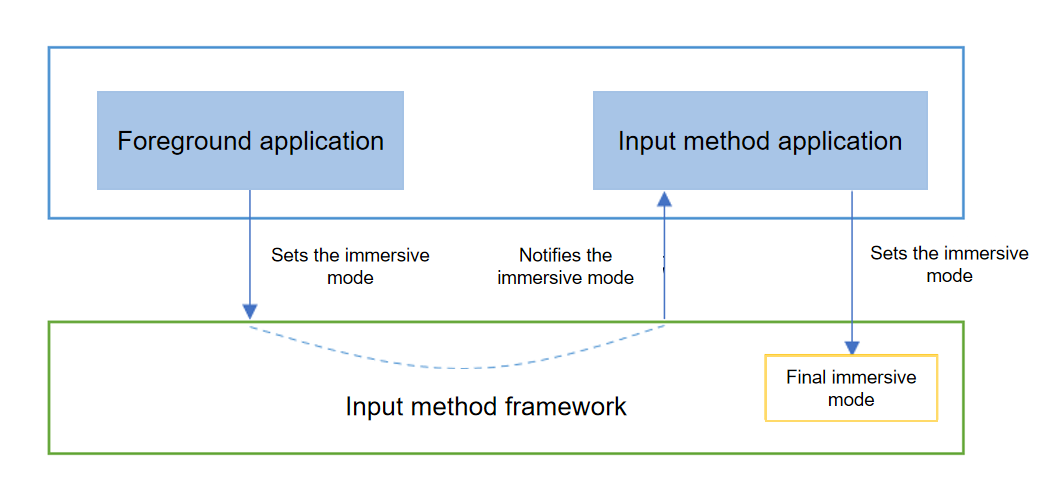 Foreground application
Input method application
Sets the immersive
mode
Notifies the
immersive mode
Sets the immersive
mode
Final immersive
mode
Input method framework